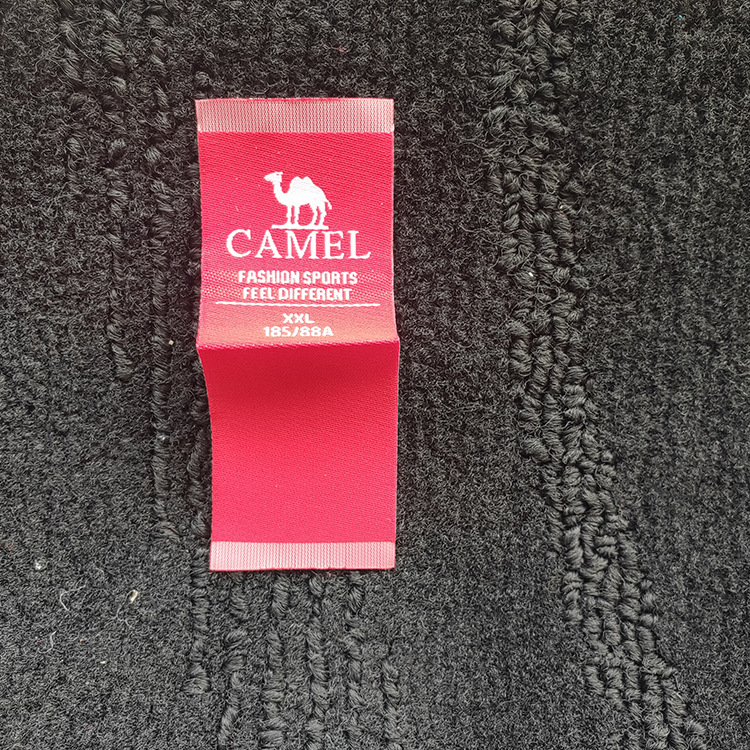 CAMEL
FASHION SPORTS
FEEL DIFFERENT
XXL
185/88A